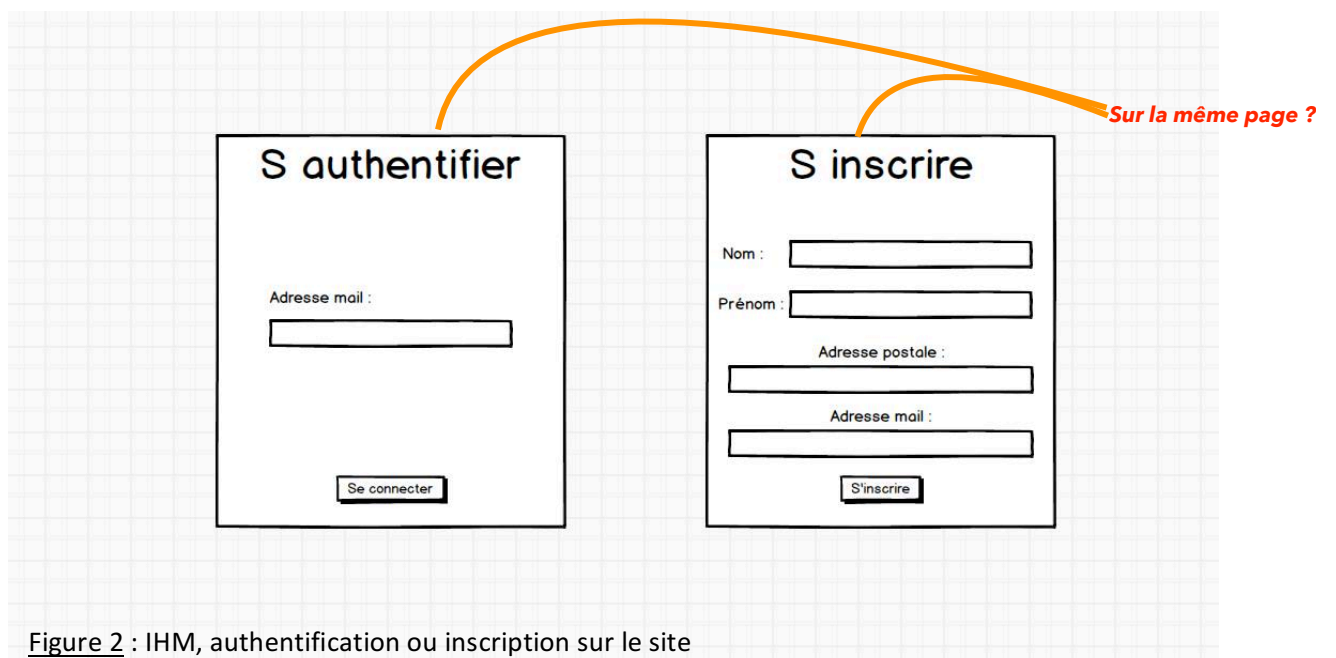 Sur la même page ?
S authentifier
Adresse mail :
Se connecter
S inscrire
Nom :
Prénom :
Adresse postale :
Adresse mail :
S'inscrire
Figure 2 : IHM, authentification ou inscription sur le site